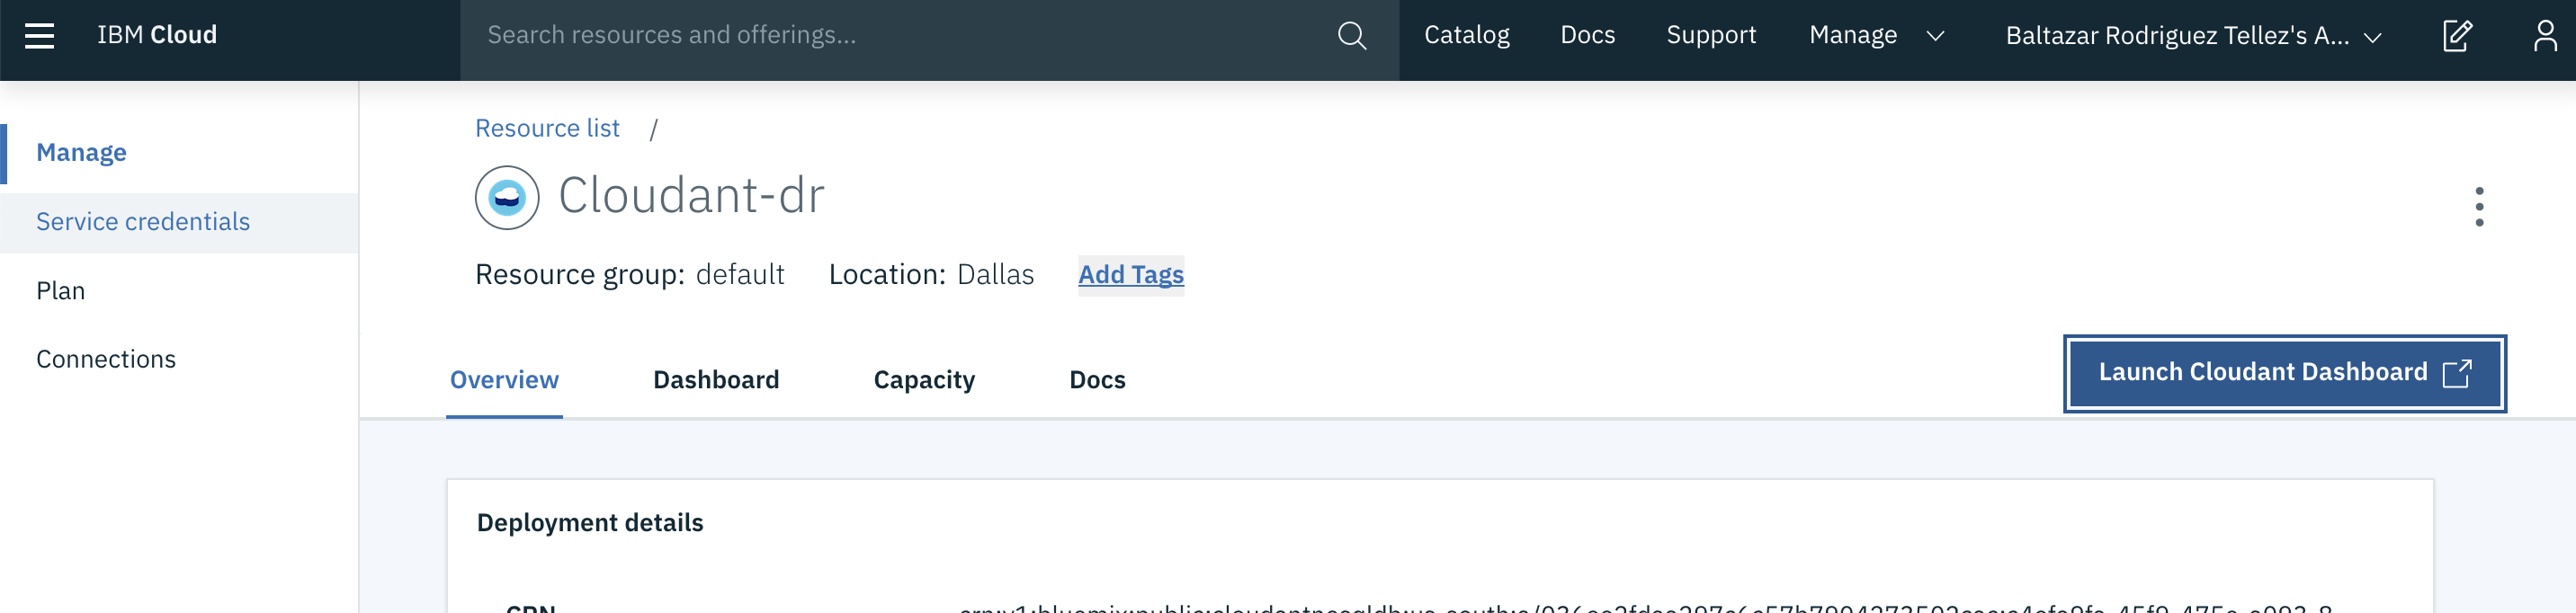 IBM Cloud
Search resources and offerings...
Catalog
Docs
Support
Manage
Baltazar Rodriguez Tellez's A...
Manage
Service credentials
Plan
Connections
Resource list /
Cloudant-dr
Resource group: default Location: Dallas Add Tags
Overview
Dashboard
Capacity
Docs
Launch Cloudant Dashboard
Deployment details
CRN